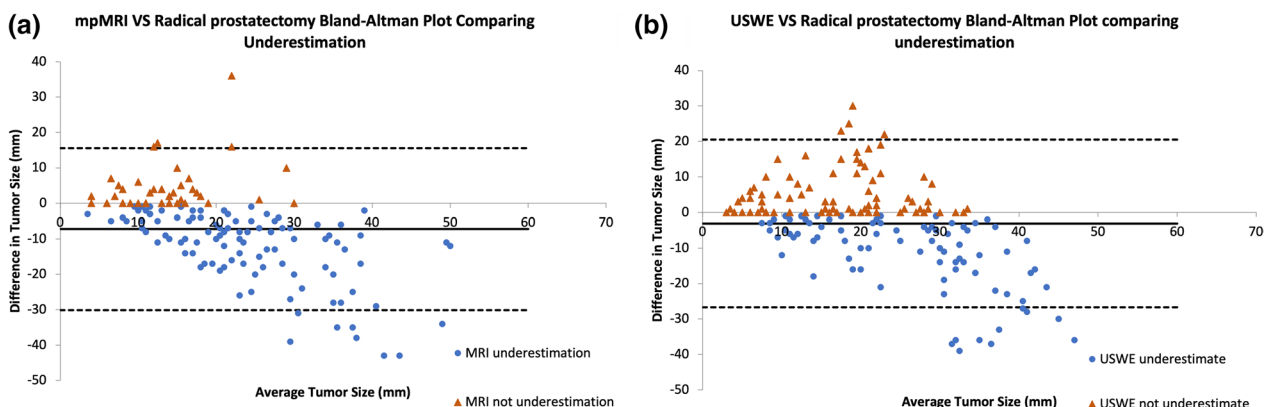 (a)
mpMRI VS Radical prostatectomy Bland-Altman Plot Comparing
Underestimation
Difference in Tumor Size (mm)
40
30
20
10
0
-10
-20
-30
-40
-50
0
10
20
30
40
50
60
70
Average Tumor Size (mm)
MRI underestimation
MRI not underestimation
(b)
USWE VS Radical prostatectomy Bland-Altman Plot comparing
underestimation
Difference in Tumor Size (mm)
40
30
20
10
0
-10
-20
-30
-40
-50
0
10
20
30
40
50
60
70
Average Tumor Size (mm)
USWE underestimate
USWE not underestimate